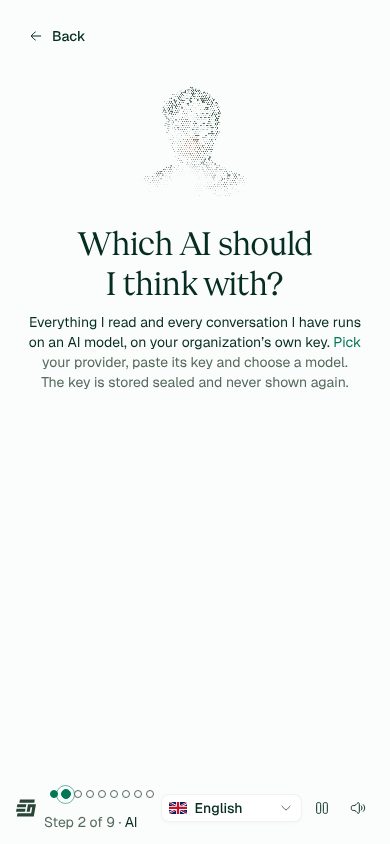 Back
Which AI should
I think with?
Everything I read and every conversation I have runs
on an AI model, on your organization's own key. Pick
your provider, paste its key and choose a model.
The key is stored sealed and never shown again.
English
Step 2 of 9 · AI